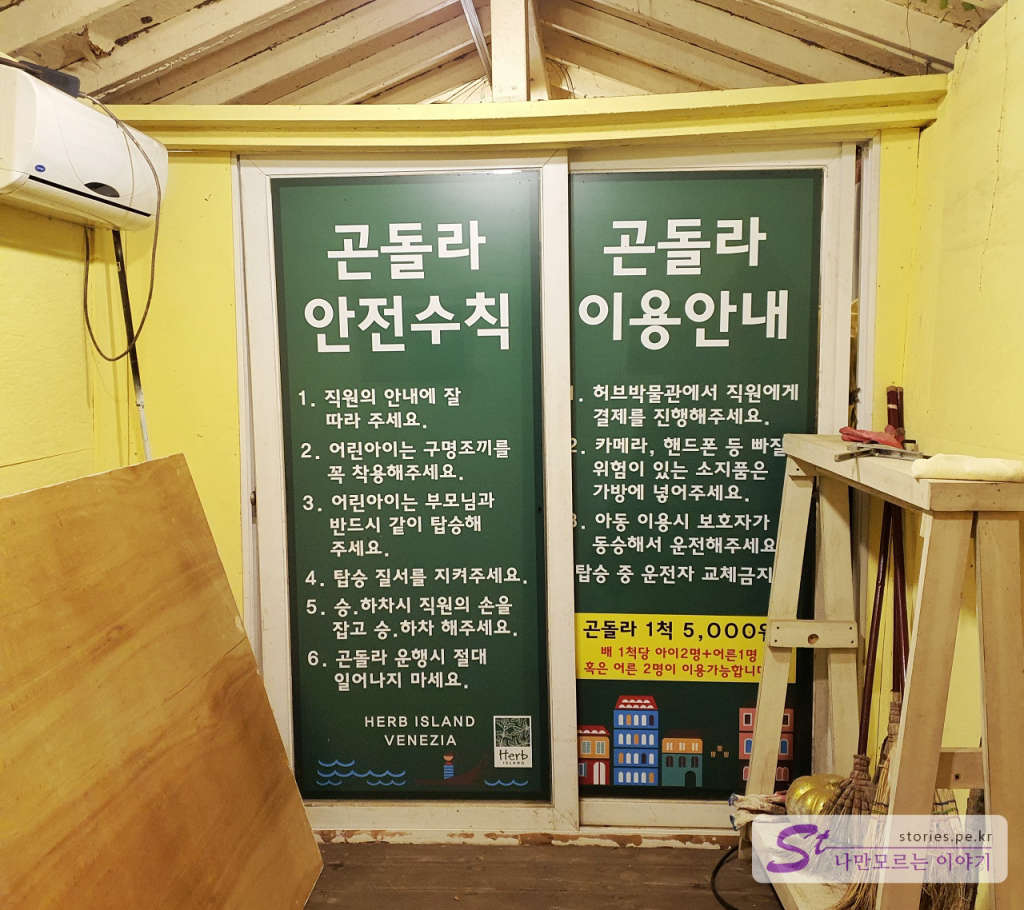 곤돌라
안전수칙
1. 직원의 안내에 잘
따라 주세요.
2. 어린아이는 구명조끼를
꼭 착용해주세요.
3. 어린아이는 부모님과
반드시 같이 탑승해
주세요.
4. 탑승 질서를 지켜주세요.
5. 승.하차시 직원의 손을
잡고 승.하차 해주세요.
6. 곤돌라 운행시 절대
일어나지 마세요.
HERB ISLAND
VENEZIA
Herb
ISLAND
곤돌라
이용안내
1. 허브박물관에서 직원에게
결제를 진행해주세요.
2. 카메라, 핸드폰 등 빠질
위험이 있는 소지품은
가방에 넣어주세요.
3. 아동 이용시 보호자가
동승해서 운전해주세요
탑승 중 운전자 교체금지
곤돌라 1척 5,000원
배 1척당 아이2명+어른1명
혹은 어른 2명이 이용가능합니다
St
stories.pe.kr
나만모르는 이야기